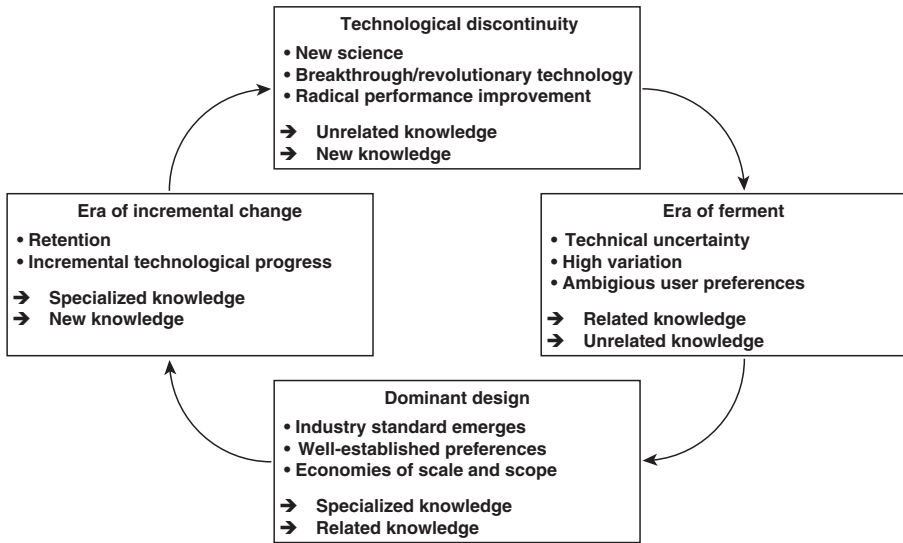 Technological discontinuity
• New science
• Breakthrough/revolutionary technology
• Radical performance improvement
➔ Unrelated knowledge
➔ New knowledge
Era of incremental change
• Retention
• Incremental technological progress
➔ Specialized knowledge
➔ New knowledge
Era of ferment
• Technical uncertainty
• High variation
• Ambigious user preferences
➔ Related knowledge
➔ Unrelated knowledge
Dominant design
• Industry standard emerges
• Well-established preferences
• Economies of scale and scope
➔ Specialized knowledge
➔ Related knowledge